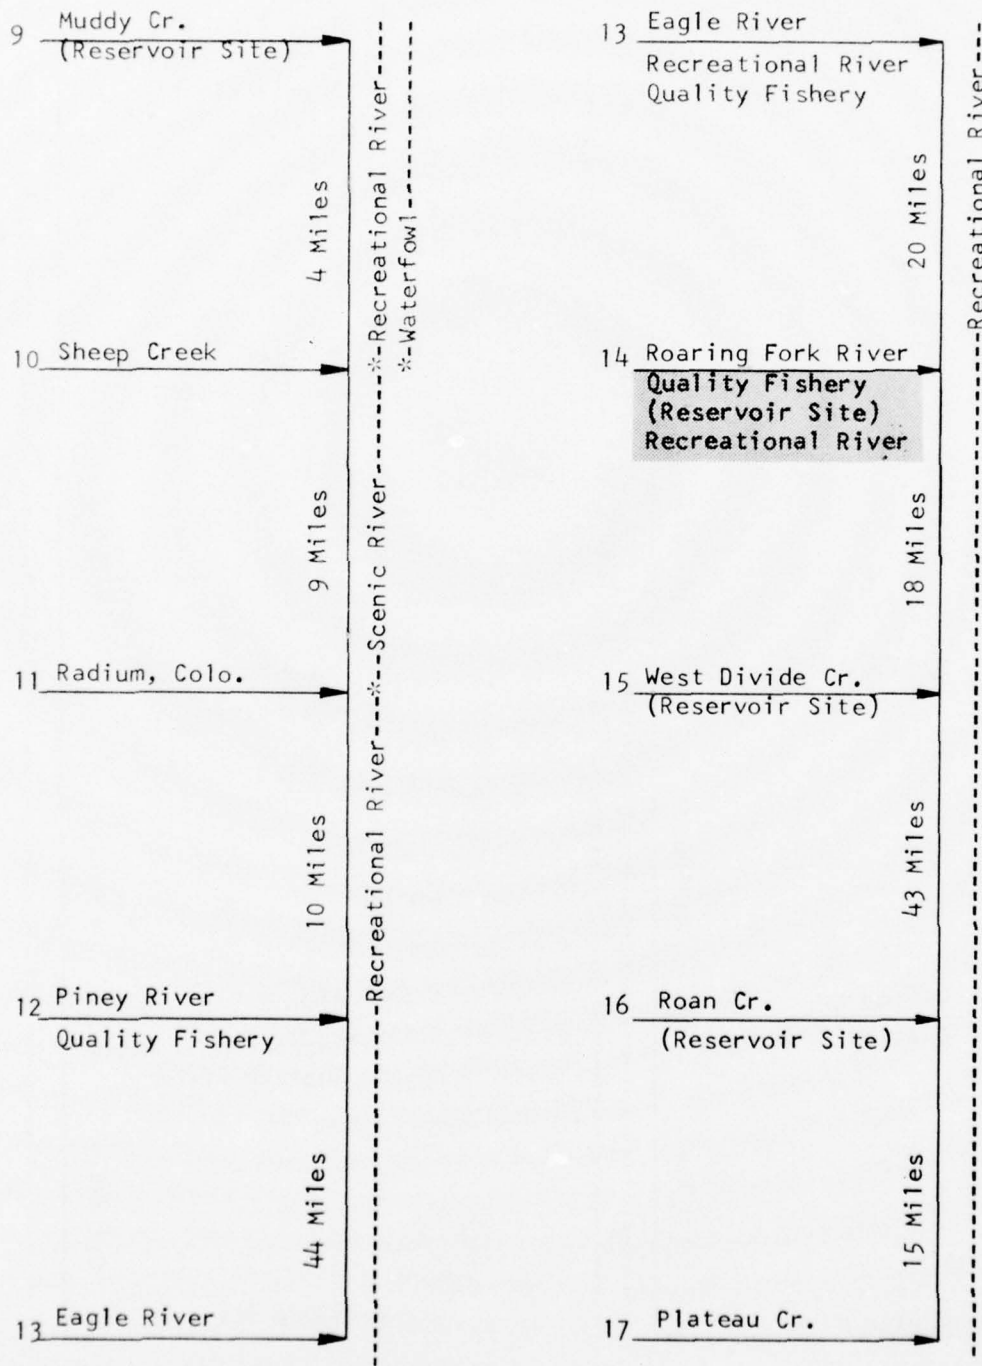 9 Muddy Cr.
(Reservoir Site)
4 Miles
10 Sheep Creek
9 Miles
11 Radium, Colo.
10 Miles
12 Piney River
Quality Fishery
44 Miles
13 Eagle River
Recreational River
Waterfowl
Scenic River
Recreational River
13 Eagle River
Recreational River
Quality Fishery
20 Miles
14 Roaring Fork River
Quality Fishery
(Reservoir Site)
Recreational River
18 Miles
15 West Divide Cr.
(Reservoir Site)
43 Miles
16 Roan Cr.
(Reservoir Site)
15 Miles
17 Plateau Cr.
Recreational River